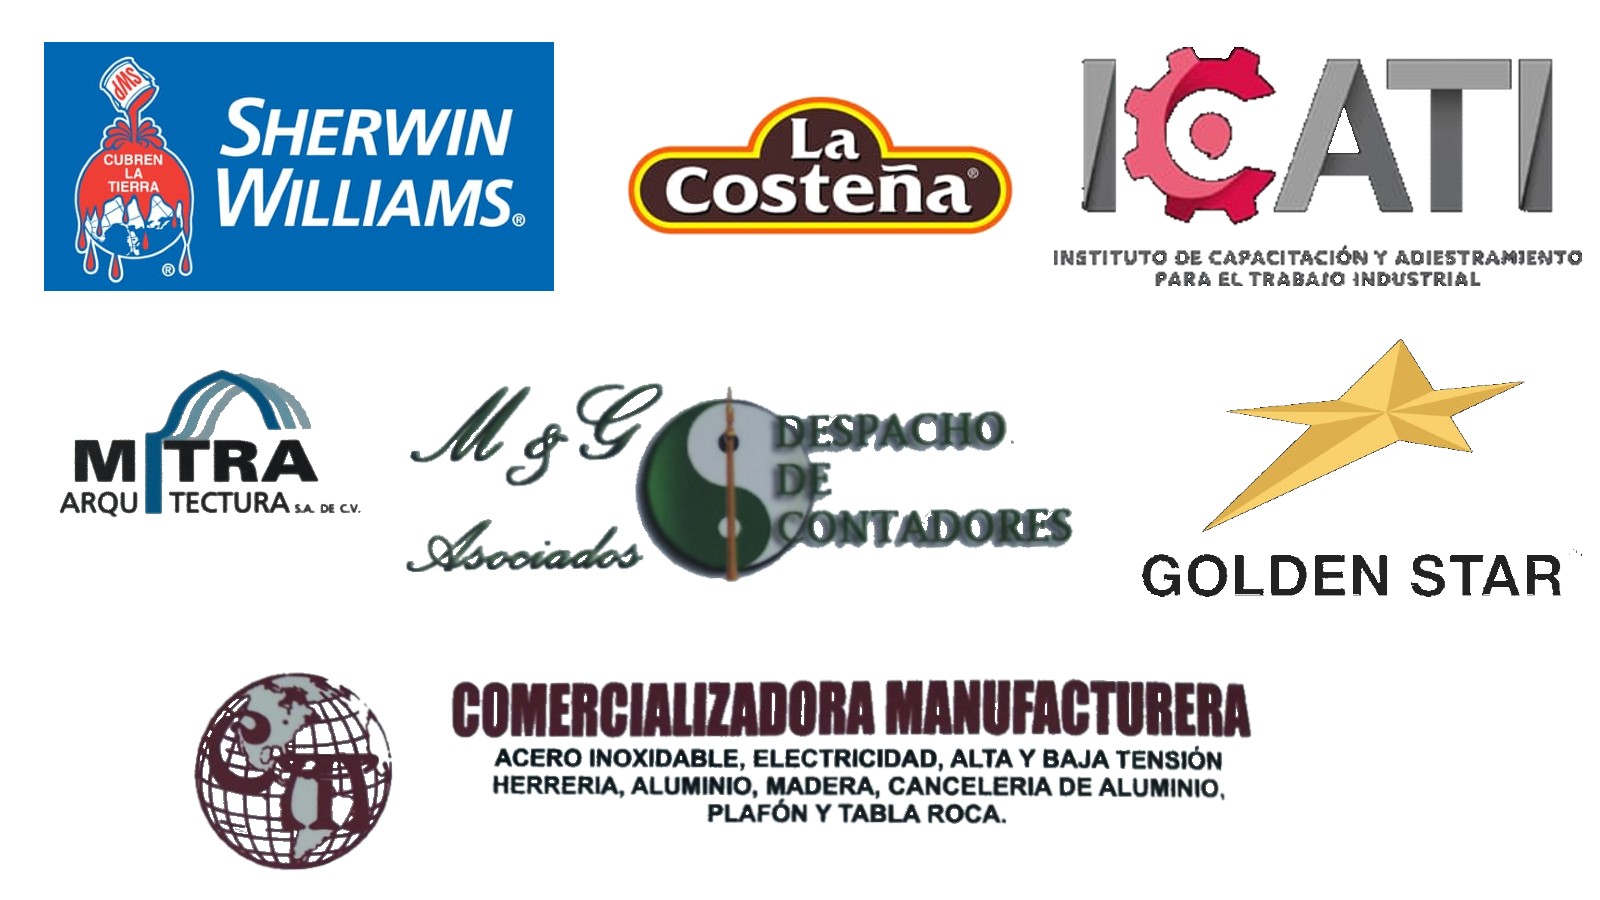 SWP
CUBREN
LA
TIERRA
®
SHERWIN
WILLIAMS®
La
Costeña®
ICATI
INSTITUTO DE CAPACITACIÓN Y ADIESTRAMIENTO
PARA EL TRABAJO INDUSTRIAL
MITRA
ARQUITECTURA S.A. DE C.V.
M & G
Asociados
DESPACHO
DE
CONTADORES
GOLDEN STAR
Cm
COMERCIALIZADORA MANUFACTURERA
ACERO INOXIDABLE, ELECTRICIDAD, ALTA Y BAJA TENSIÓN
HERRERIA, ALUMINIO, MADERA, CANCELERIA DE ALUMINIO,
PLAFÓN Y TABLA ROCA.